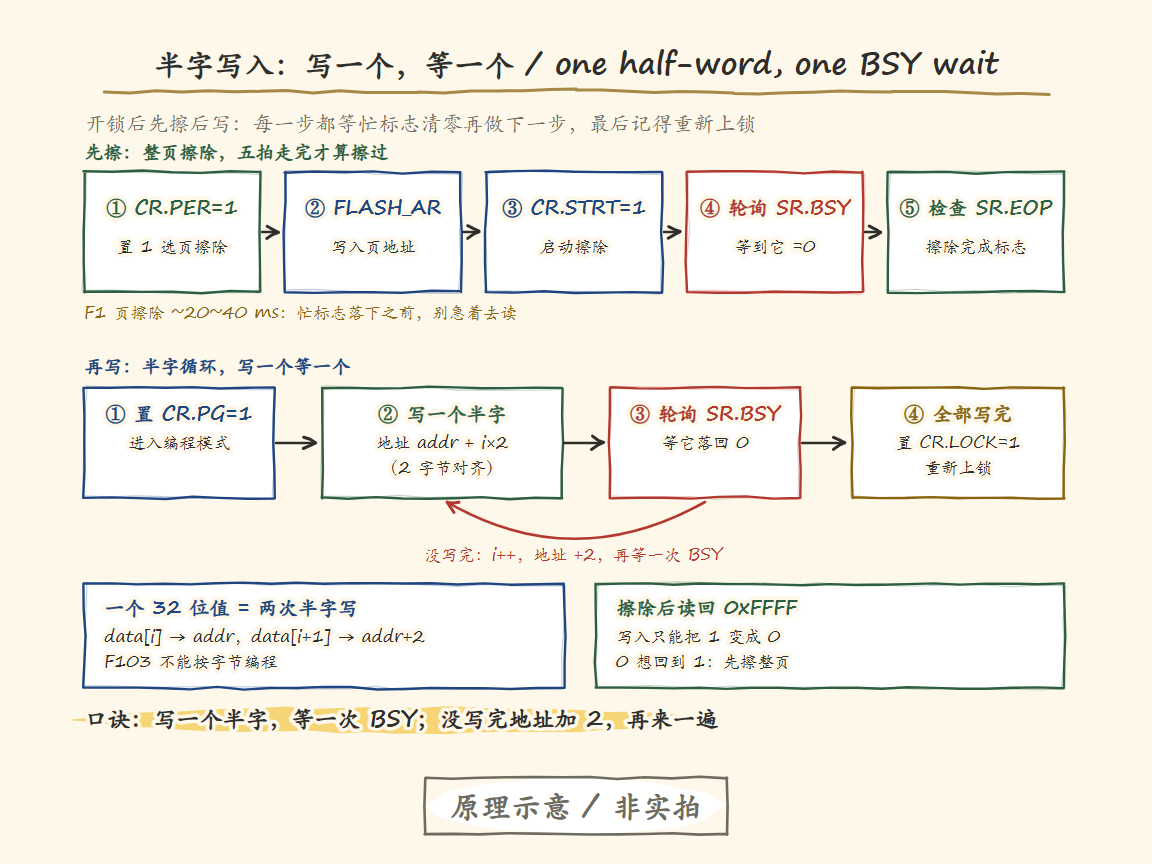 半字写入：写一个，等一个 / one half-word, one BSY wait
开锁后先擦后写：每一步都等忙标志清零再做下一步，最后记得重新上锁
先擦：整页擦除，五拍走完才算擦过
① CR.PER=1
置 1 选页擦除
② FLASH_AR
写入页地址
③ CR.STRT=1
启动擦除
④ 轮询 SR.BSY
等到它 =0
⑤ 检查 SR.EOP
擦除完成标志
F1 页擦除 ~20~40 ms：忙标志落下之前，别急着去读
再写：半字循环，写一个等一个
① 置 CR.PG=1
进入编程模式
② 写一个半字
地址 addr + i×2
（2 字节对齐）
③ 轮询 SR.BSY
等它落回 0
④ 全部写完
置 CR.LOCK=1
重新上锁
没写完：i++，地址 +2，再等一次 BSY
一个 32 位值 = 两次半字写
data[i] → addr，data[i+1] → addr+2
F103 不能按字节编程
擦除后读回 0xFFFF
写入只能把 1 变成 0
0 想回到 1：先擦整页
口诀：写一个半字，等一次 BSY；没写完地址加 2，再来一遍
原理示意 / 非实拍